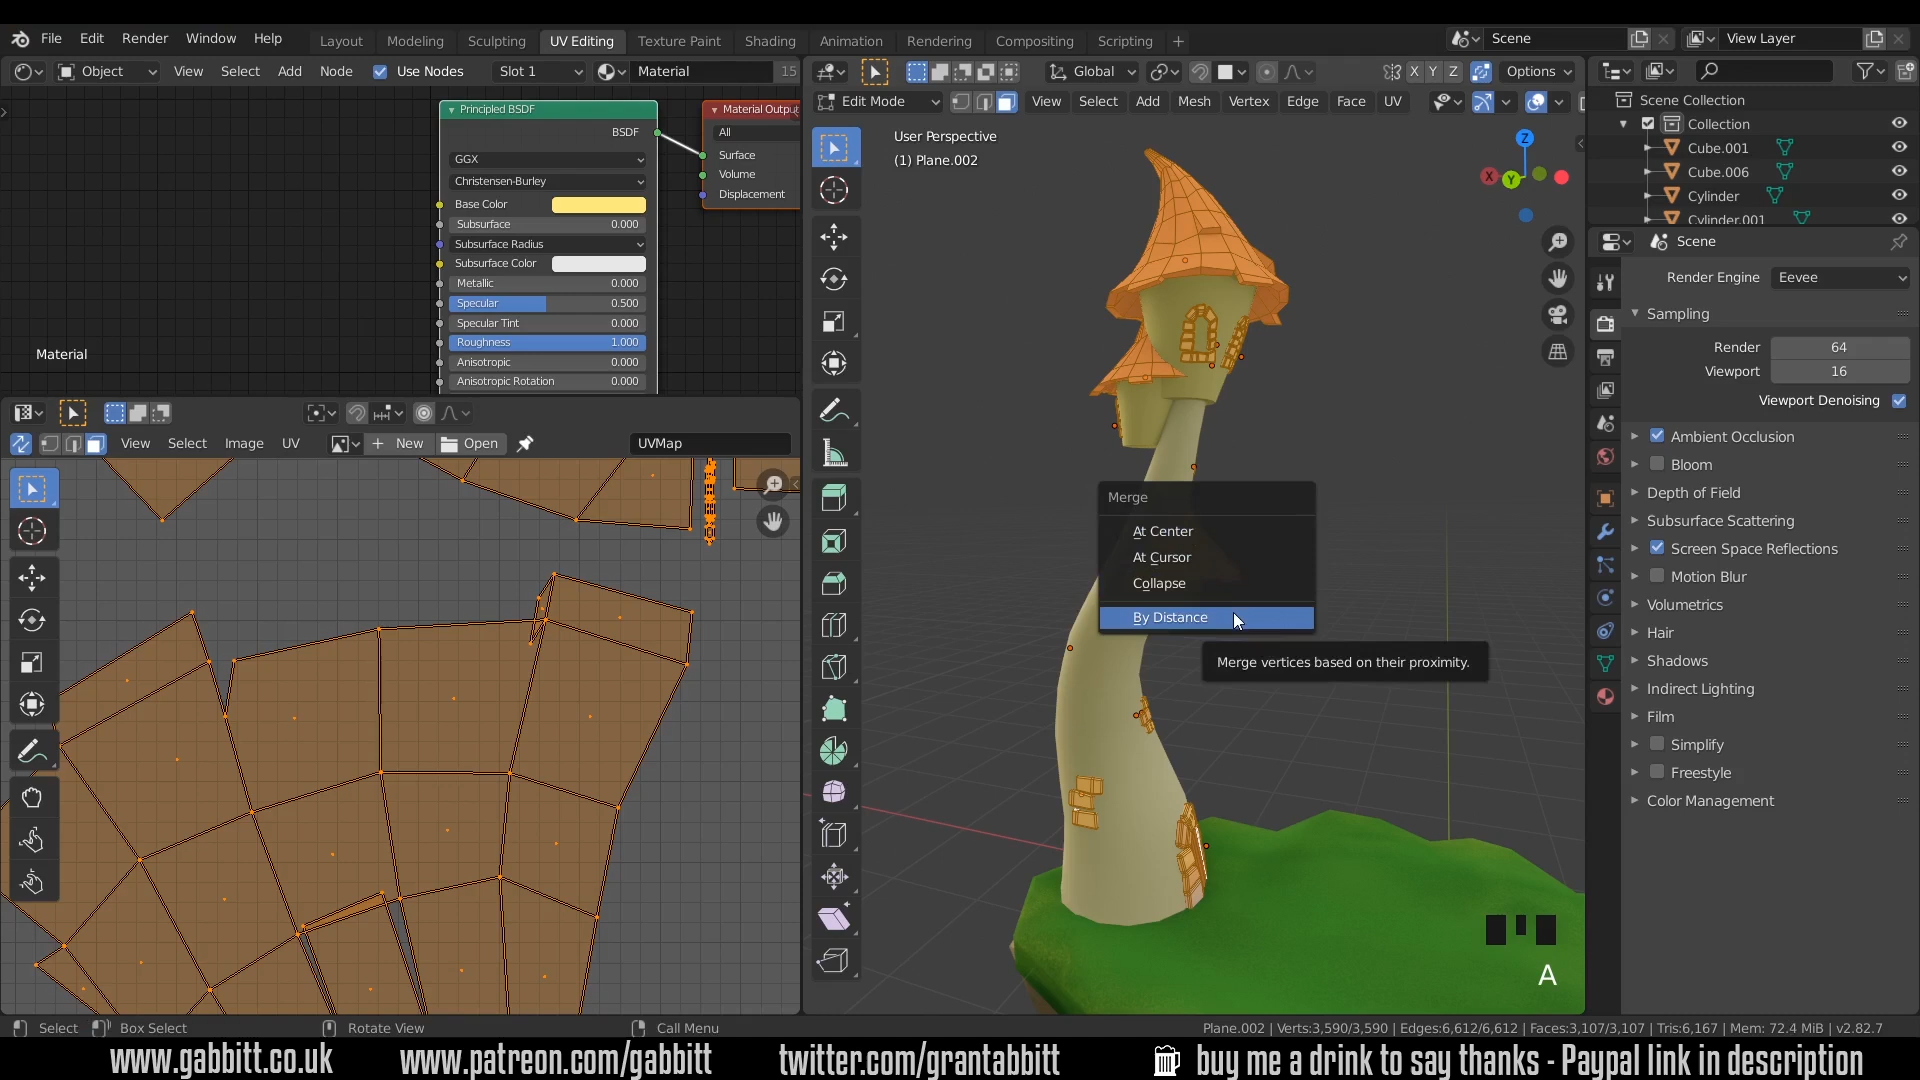 File Edit Render Window Help
Layout Modeling Sculpting UV Editing Texture Paint Shading Animation Rendering Compositing Scripting +
Scene
View Layer
Object View Select Add Node Use Nodes Slot 1 Material 15
Global X Y Z Options
Edit Mode View Select Add Mesh Vertex Edge Face UV
Principled BSDF
BSDF
GGX
Christensen-Burley
Base Color
Subsurface 0.000
Subsurface Radius
Subsurface Color
Metallic 0.000
Specular 0.500
Specular Tint 0.000
Roughness 1.000
Anisotropic 0.000
Anisotropic Rotation 0.000
Material Outpu
All
Surface
Volume
Displacement
Material
View Select Image UV New Open UVMap
User Perspective
(1) Plane.002
Z
X
Y
Merge
At Center
At Cursor
Collapse
By Distance
Merge vertices based on their proximity.
A
Scene Collection
Collection
Cube.001
Cube.006
Cylinder
Cylinder.001
Scene
Render Engine Eevee
Sampling
Render 64
Viewport 16
Viewport Denoising
Ambient Occlusion
Bloom
Depth of Field
Subsurface Scattering
Screen Space Reflections
Motion Blur
Volumetrics
Hair
Shadows
Indirect Lighting
Film
Simplify
Freestyle
Color Management
Select Box Select Rotate View Call Menu
Plane.002 | Verts:3,590/3,590 | Edges:6,612/6,612 | Faces:3,107/3,107 | Tris:6,167 | Mem: 72.4 MiB | v2.82.7
www.gabbitt.co.uk www.patreon.com/gabbitt twitter.com/grantabbitt buy me a drink to say thanks - Paypal link in description